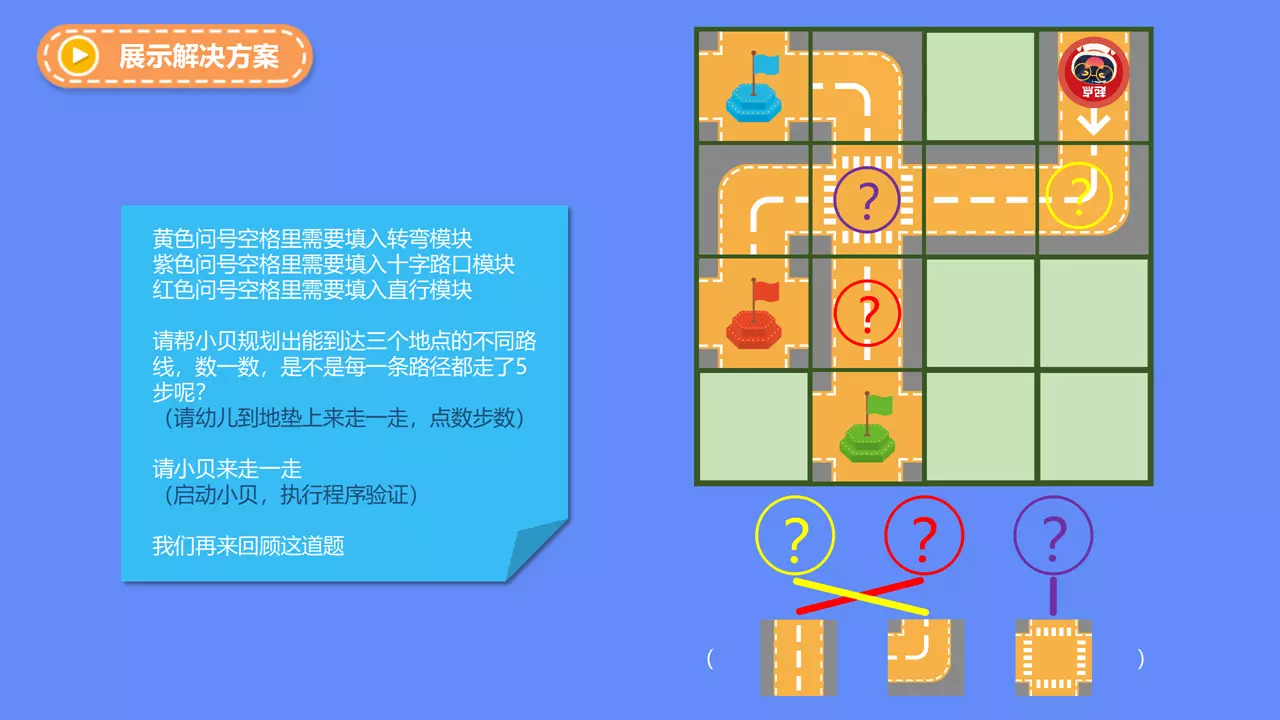 展示解决方案
黄色问号空格里需要填入转弯模块
紫色问号空格里需要填入十字路口模块
红色问号空格里需要填入直行模块
请帮小贝规划出能到达三个地点的不同路
线，数一数，是不是每一条路径都走了5
步呢？
（请幼儿到地垫上来走一走，点数步数）
请小贝来走一走
（启动小贝，执行程序验证）
我们再来回顾这道题
起点
？
？
？
？ ？ ？
（ ）